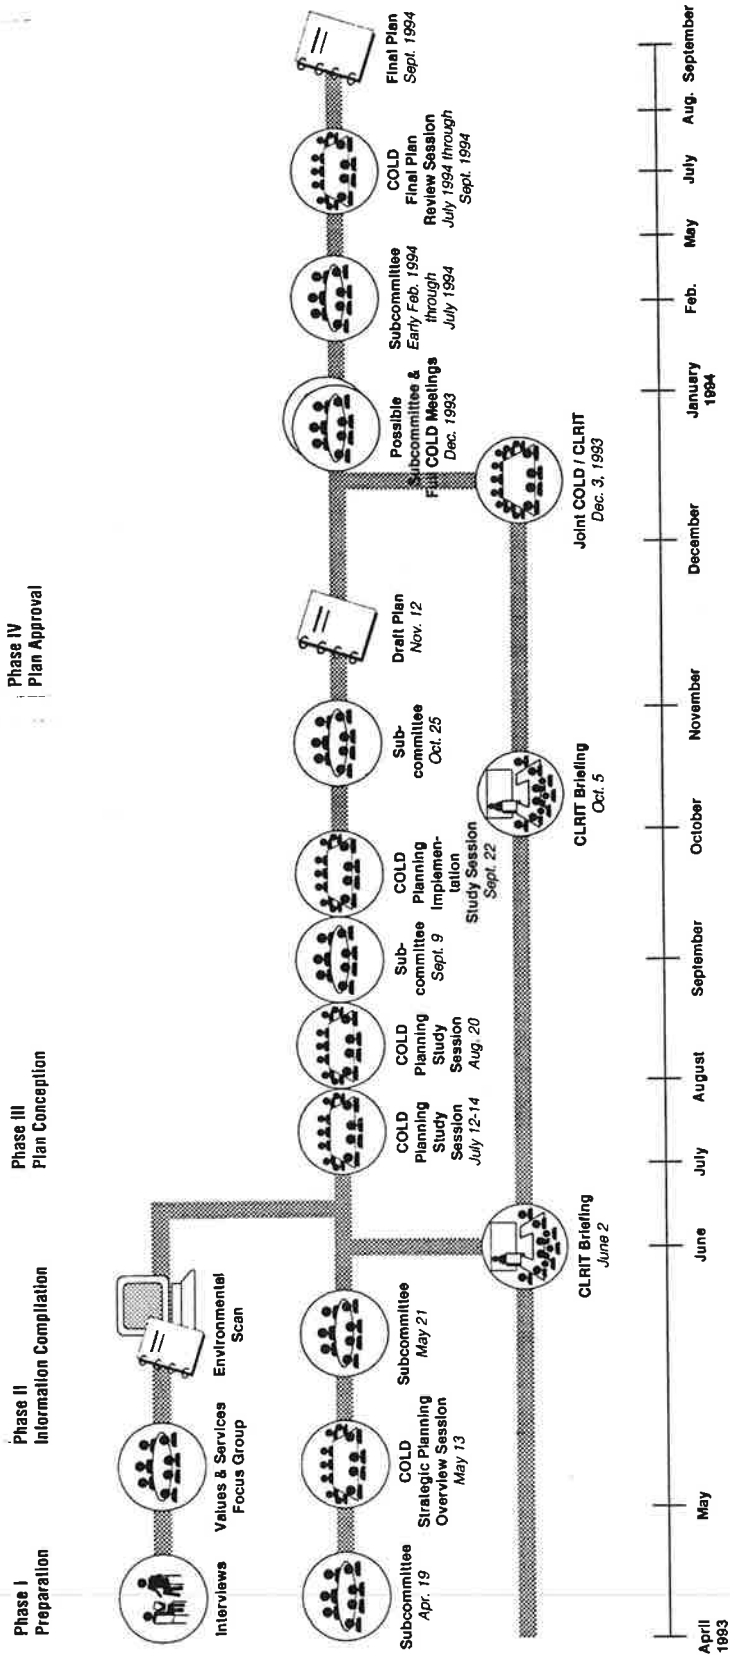 Phase I
Preparation
Phase II
Information Compilation
Phase III
Plan Conception
Phase IV
Plan Approval
Interviews
Values & Services
Focus Group
Environmental
Scan
Subcommittee
Apr. 19
COLD
Strategic Planning
Overview Session
May 13
Subcommittee
May 21
COLD
Planning
Study
Session
July 12-14
COLD
Planning
Study
Session
Aug. 20
Sub-
committee
Sept. 9
COLD
Planning
Implemen-
tation
Study Session
Sept. 22
Sub-
committee
Oct. 25
Draft Plan
Nov. 12
Possible
Subcommittee &
Full COLD Meetings
Dec. 1993
Subcommittee
Early Feb. 1994
through
July 1994
COLD
Final Plan
Review Session
July 1994 through
Sept. 1994
Final Plan
Sept. 1994
CLRIT Briefing
June 2
CLRIT Briefing
Oct. 5
Joint COLD / CLRIT
Dec. 3, 1993
April
1993
May
June
July
August
September
October
November
December
January
1994
Feb.
May
July
Aug.
September